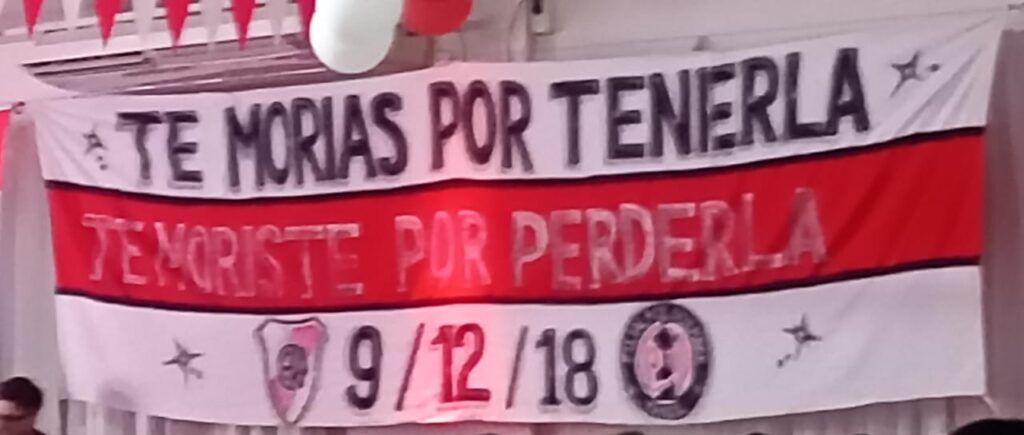 TE MORIAS POR TENERLA
TE MORISTE POR PERDERLA
9/12/18